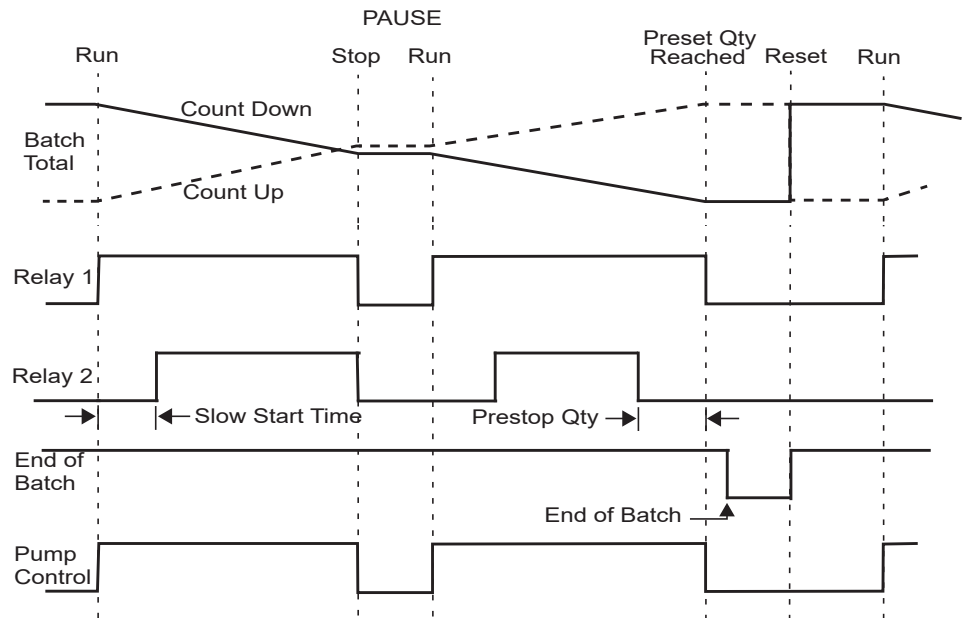 PAUSE
Run
Stop
Run
Preset Qty
Reached
Reset
Run
Count Down
Batch
Total
Count Up
Relay 1
Relay 2
Slow Start Time
Prestop Qty
End of
Batch
End of Batch
Pump
Control